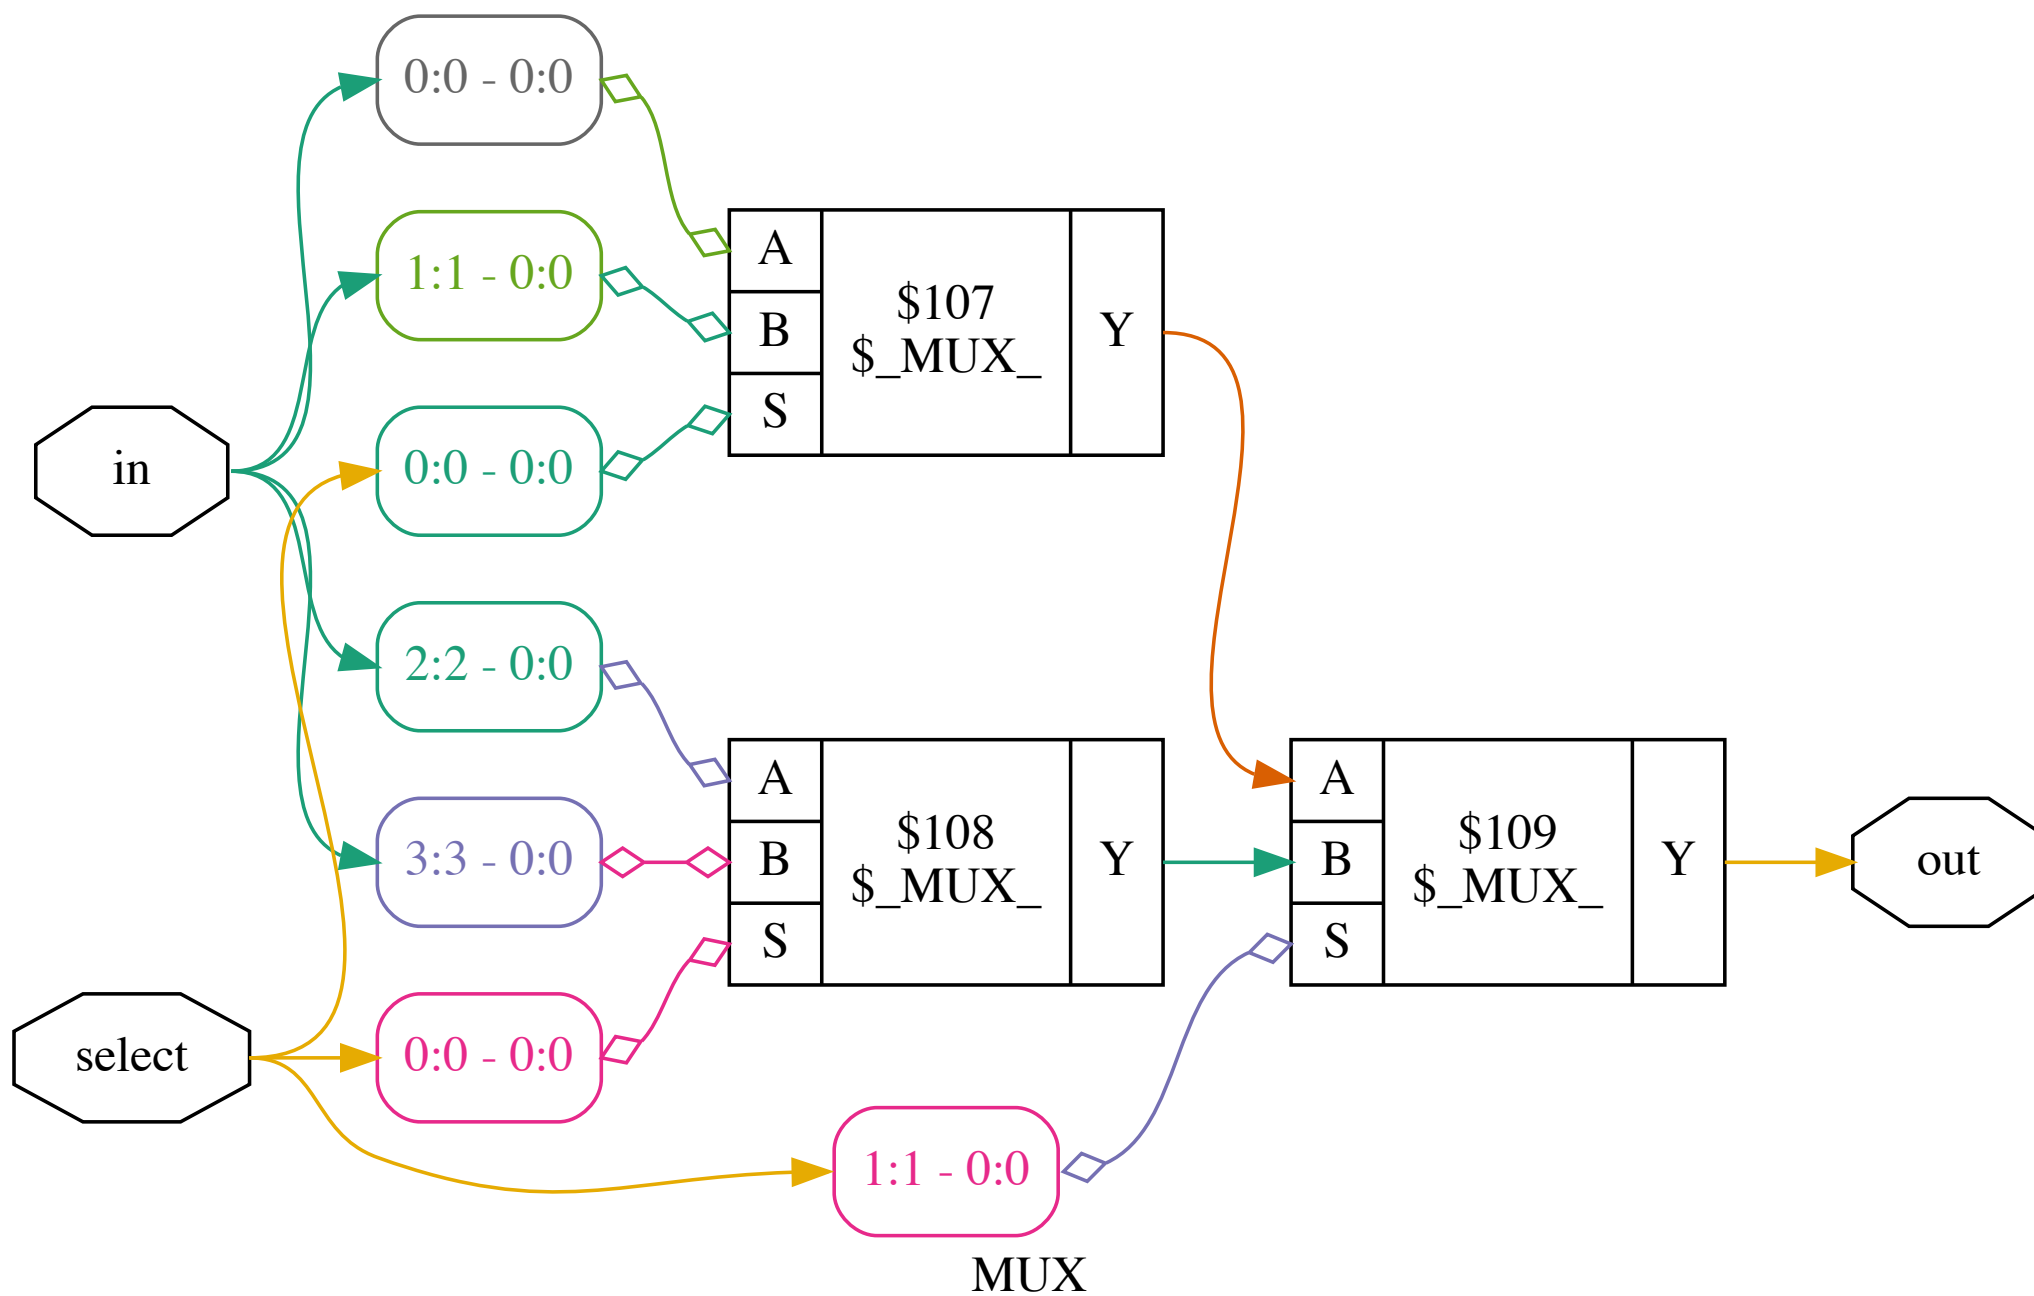 0:0 - 0:0
1:1 - 0:0
0:0 - 0:0
2:2 - 0:0
3:3 - 0:0
0:0 - 0:0
1:1 - 0:0
in
select
A
B
S
$107
$_MUX_
Y
A
B
S
$108
$_MUX_
Y
A
B
S
$109
$_MUX_
Y
out
MUX